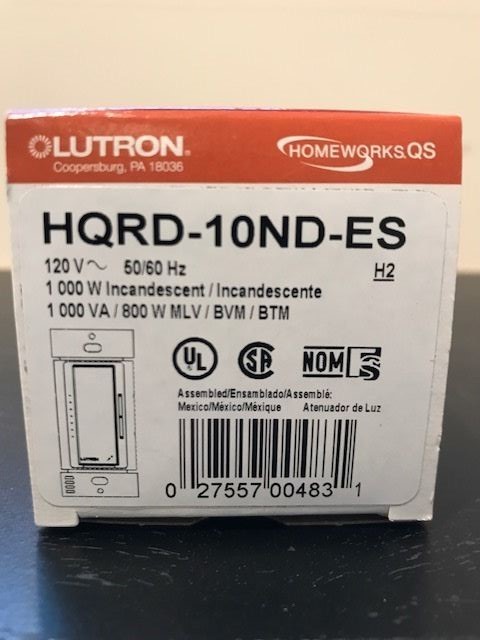 LUTRON®
Coopersburg, PA 18036
HOMEWORKS QS
HQRD-10ND-ES
120 V~ 50/60 Hz
H2
1 000 W Incandescent / Incandescente
1 000 VA / 800 W MLV / BVM / BTM
UL
SA
NOM
Assembled/Ensamblado/Assemblé:
Mexico/México/Méxique
Atenuador de Luz
0 27557 00483 1